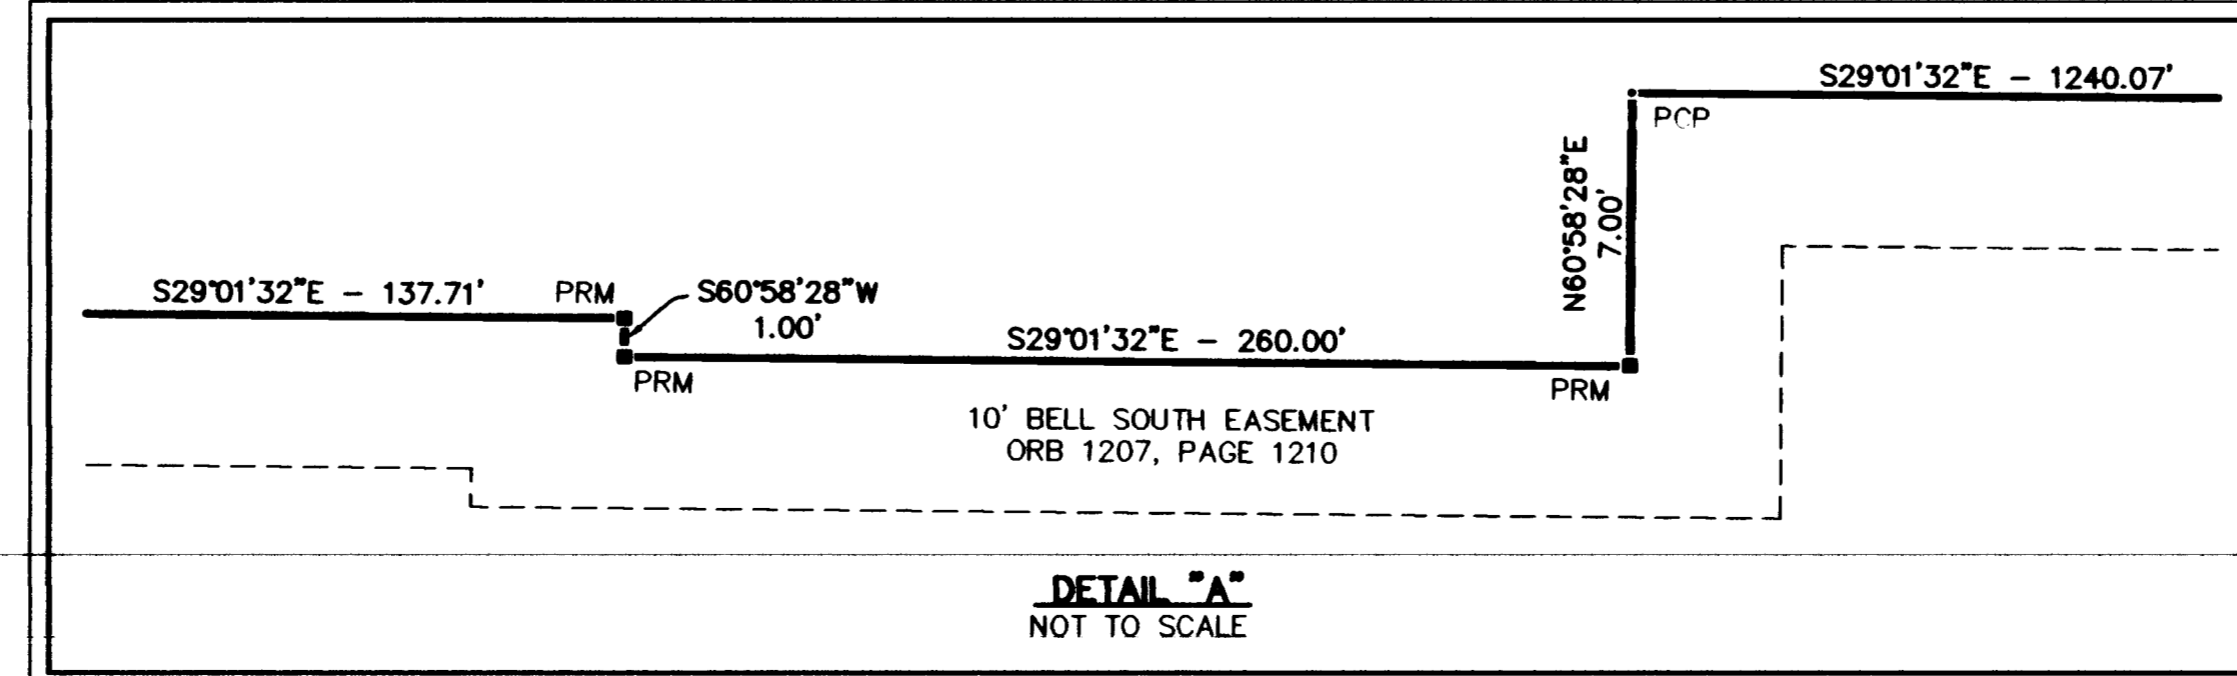 S29°01'32"E - 1240.07'
PCP
N60°58'28"E
7.00'
S29°01'32"E - 137.71'
PRM
S60°58'28"W
1.00'
S29°01'32"E - 260.00'
PRM
PRM
10' BELL SOUTH EASEMENT
ORB 1207, PAGE 1210
DETAIL "A"
NOT TO SCALE